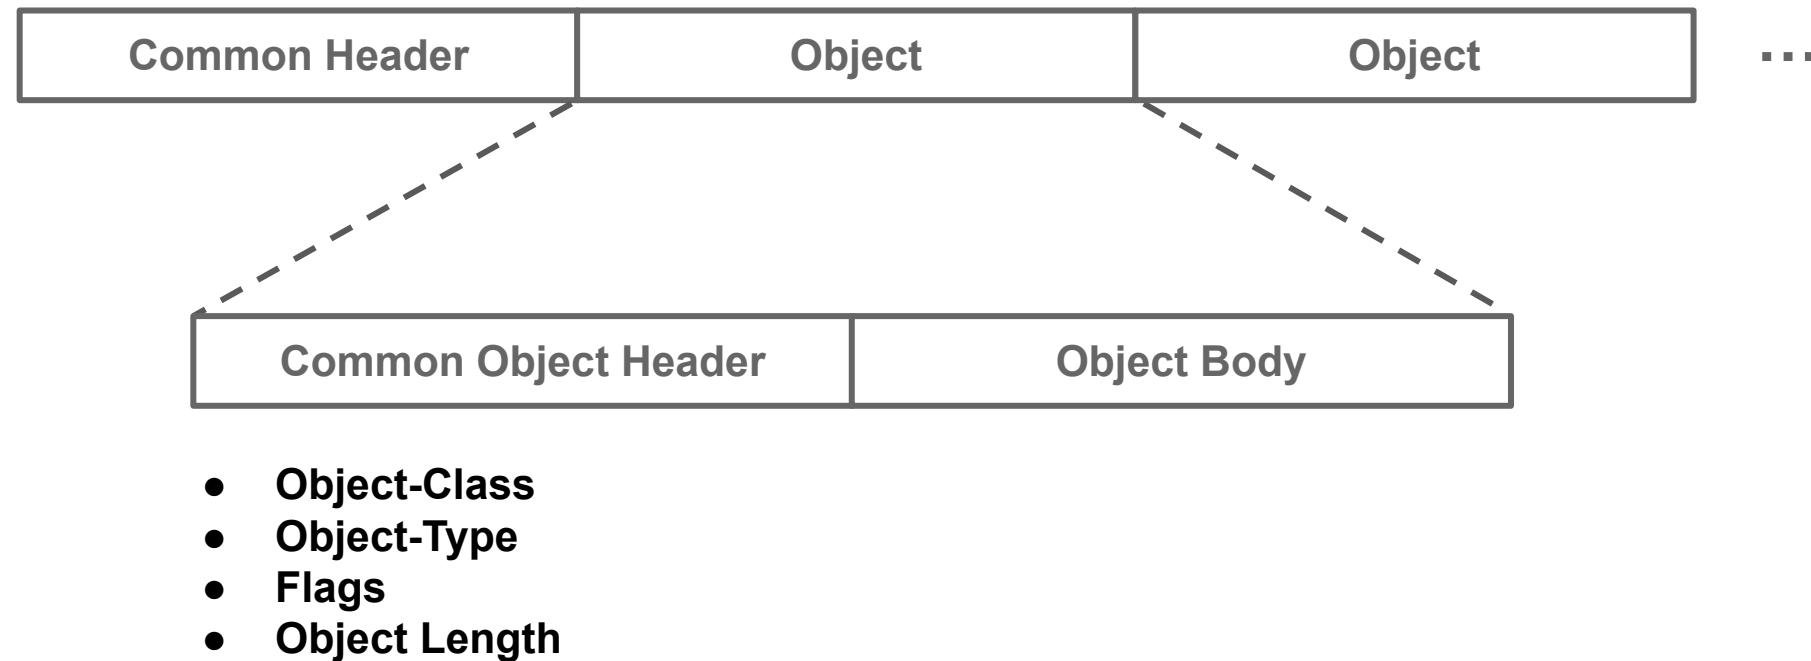 Common Header Object Object ...
Common Object Header Object Body
● Object-Class
● Object-Type
● Flags
● Object Length